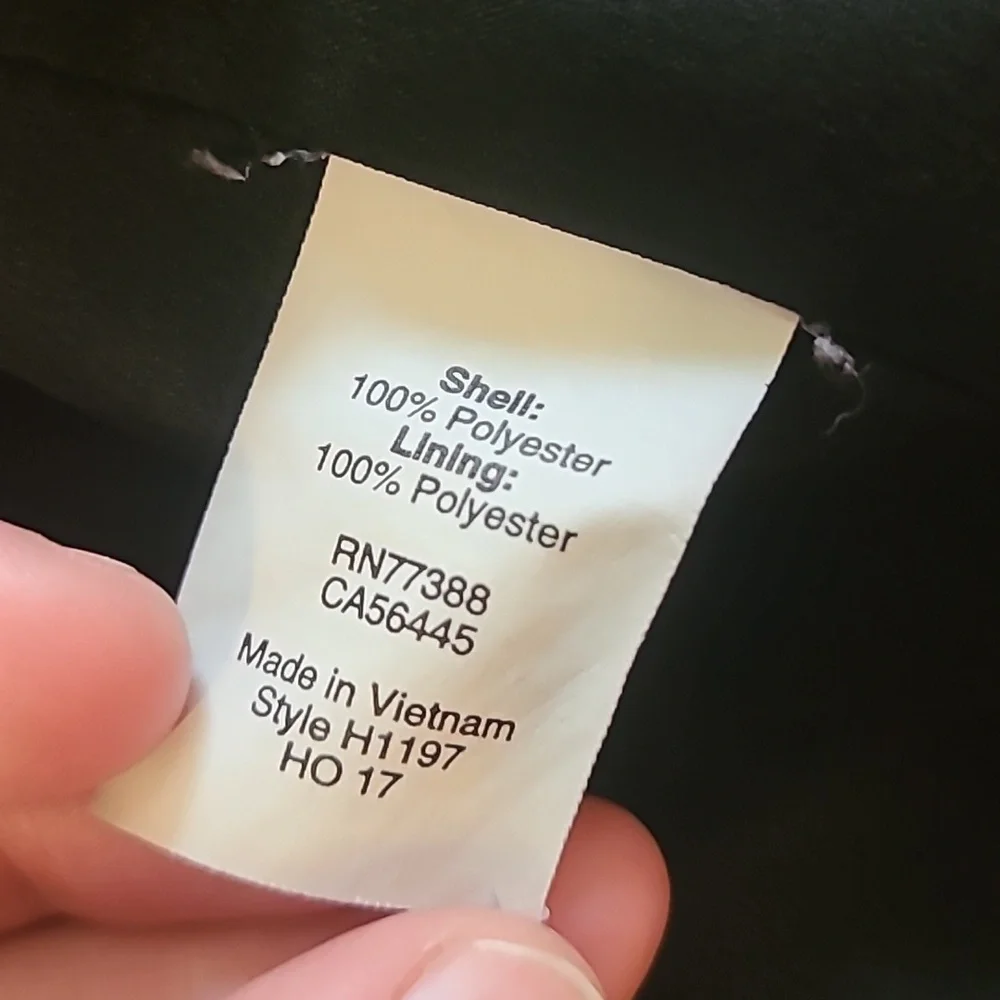 Shell:
100% Polyester
Lining:
100% Polyester
RN77388
CA56445
Made in Vietnam
Style H1197
HO 17